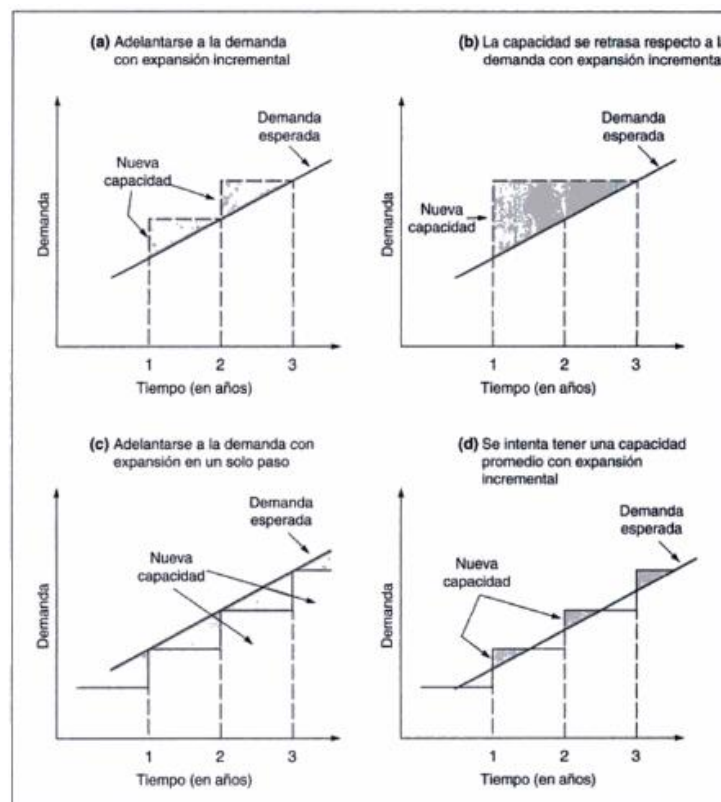 (a) Adelantarse a la demanda
con expansión incremental
Demanda
esperada
Nueva
capacidad
Demanda
1 2 3
Tiempo (en años)
(b) La capacidad se retrasa respecto a l
demanda con expansión incrementa
Demanda
esperada
Nueva
capacidad
Demanda
1 2 3
Tiempo (en años)
(c) Adelantarse a la demanda con
expansión en un solo paso
Demanda
esperada
Nueva
capacidad
Demanda
1 2 3
Tiempo (en años)
(d) Se intenta tener una capacidad
promedio con expansión
incremental
Demanda
esperada
Nueva
capacidad
Demanda
1 2 3
Tiempo (en años)